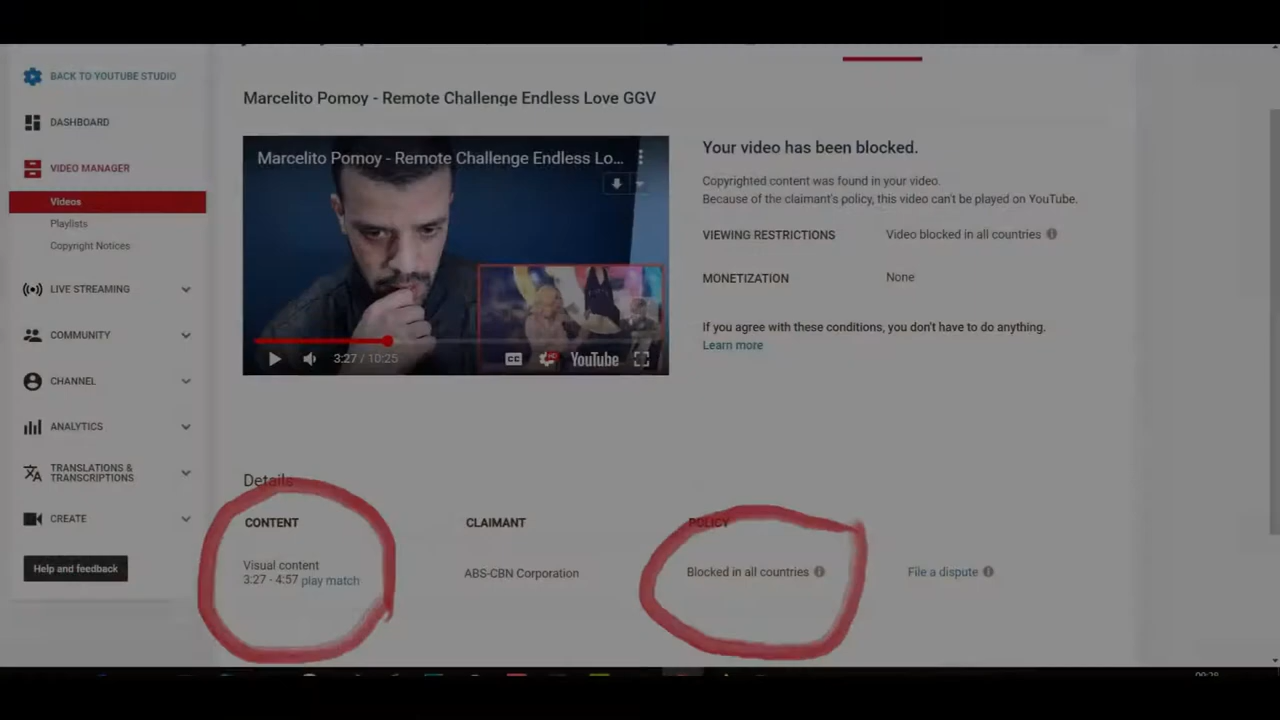 BACK TO YOUTUBE STUDIO
DASHBOARD
VIDEO MANAGER
Videos
Playlists
Copyright Notices
LIVE STREAMING
COMMUNITY
CHANNEL
ANALYTICS
TRANSLATIONS &
TRANSCRIPTIONS
CREATE
Help and feedback
Marcelito Pomoy - Remote Challenge Endless Love GGV
Marcelito Pomoy - Remote Challenge Endless Lo...
3:27 / 10:25
CC
HD
YouTube
Your video has been blocked.
Copyrighted content was found in your video.
Because of the claimant's policy, this video can't be played on YouTube.
VIEWING RESTRICTIONS Video blocked in all countries
MONETIZATION None
If you agree with these conditions, you don't have to do anything.
Learn more
Details
CONTENT CLAIMANT POLICY
Visual content
3:27 - 4:57 play match
ABS-CBN Corporation
Blocked in all countries
File a dispute